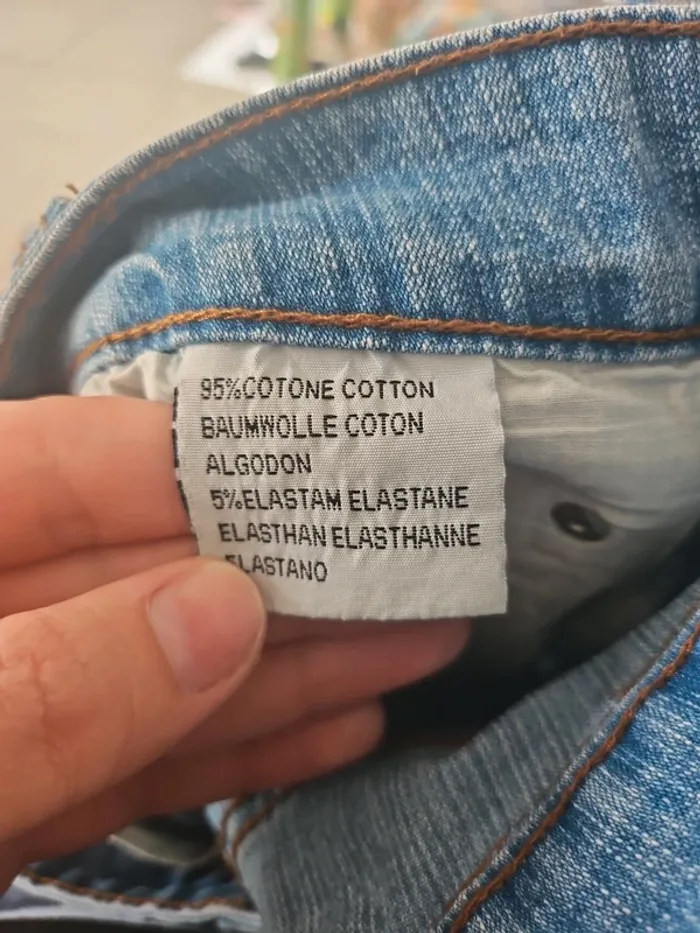 95%COTONE COTTON
BAUMWOLLE COTON
ALGODON
5%ELASTAM ELASTANE
ELASTHAN ELASTHANNE
ELASTANO